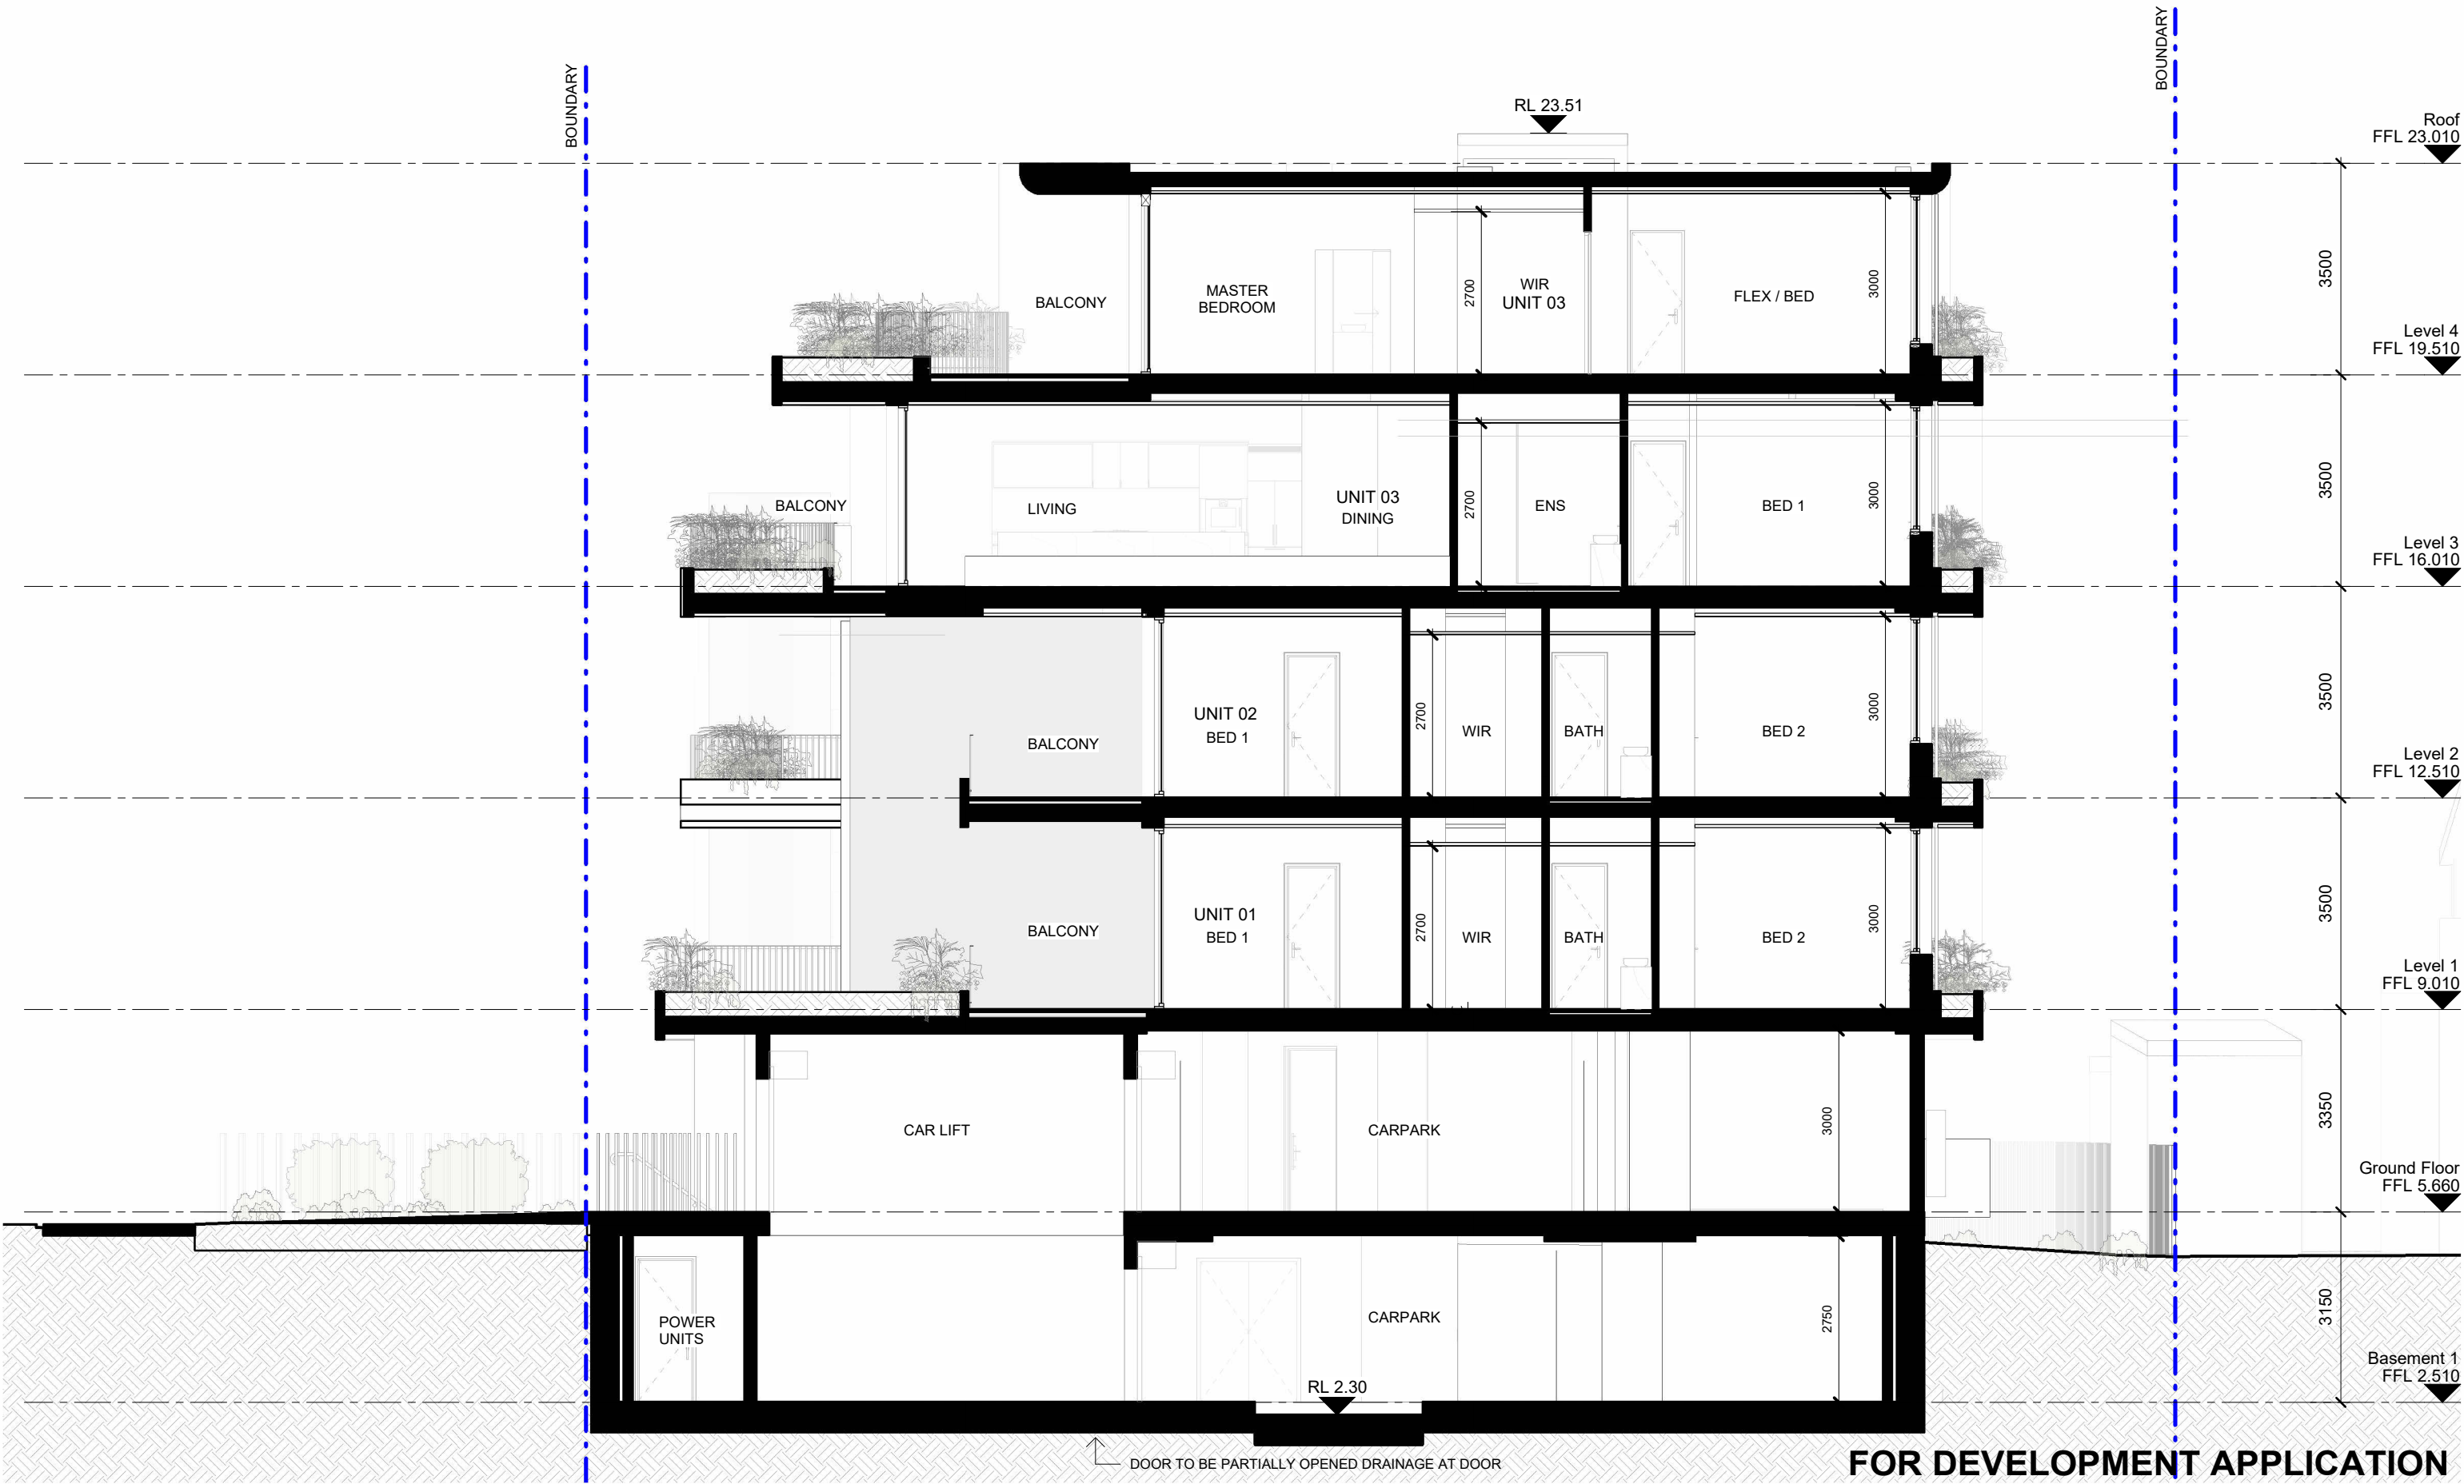 BOUNDARY
BOUNDARY
RL 23.51
Roof
FFL 23.010
BALCONY
MASTER
BEDROOM
2700
WIR
UNIT 03
FLEX / BED
3000
3500
Level 4
FFL 19.510
BALCONY
LIVING
UNIT 03
DINING
2700
ENS
BED 1
3000
3500
Level 3
FFL 16.010
BALCONY
UNIT 02
BED 1
2700
WIR
BATH
BED 2
3000
3500
Level 2
FFL 12.510
BALCONY
UNIT 01
BED 1
2700
WIR
BATH
BED 2
3000
3500
Level 1
FFL 9.010
CAR LIFT
CARPARK
3000
3350
Ground Floor
FFL 5.660
POWER
UNITS
CARPARK
2750
3150
RL 2.30
Basement 1
FFL 2.510
DOOR TO BE PARTIALLY OPENED DRAINAGE AT DOOR
FOR DEVELOPMENT APPLICATION